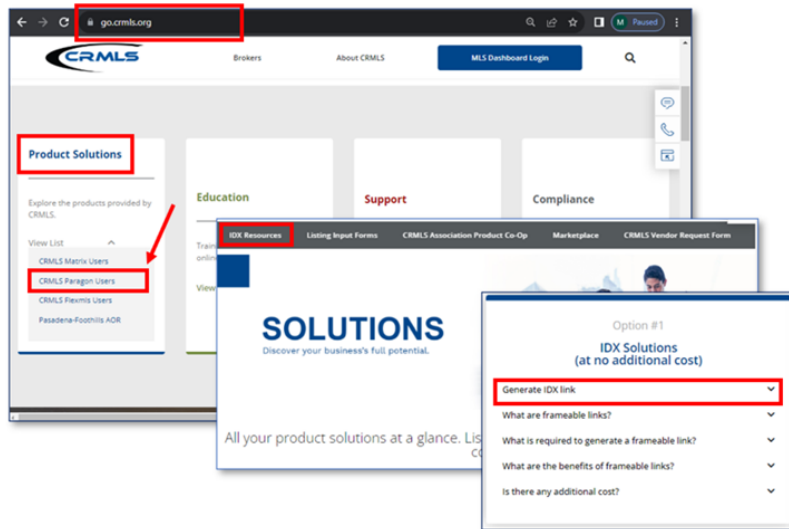 go.crmls.org
M Paused
CRMLS
Brokers
About CRMLS
MLS Dashboard Login
Product Solutions
Explore the products provided by
CRMLS.
View List
CRMLS Matrix Users
CRMLS Paragon Users
CRMLS Flexmls Users
Pasadena-Foothills AOR
Education
Train
online
View
Support
Compliance
IDX Resources
Listing Input Forms
CRMLS Association Product Co-Op
Marketplace
CRMLS Vendor Request Form
SOLUTIONS
Discover your business's full potential.
All your product solutions at a glance. Lis
co
Option #1
IDX Solutions
(at no additional cost)
Generate IDX link
What are frameable links?
What is required to generate a frameable link?
What are the benefits of frameable links?
Is there any additional cost?